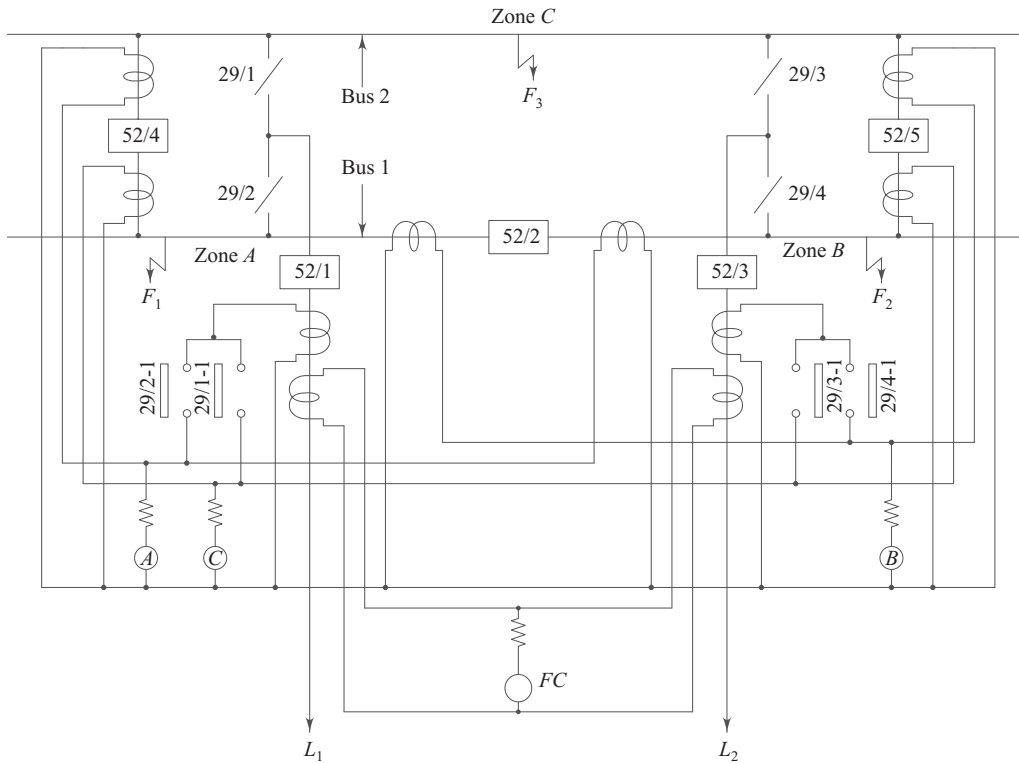 Zone C
29/1
29/3
Bus 2
F3
52/4
52/5
Bus 1
29/2
29/4
52/2
Zone A
Zone B
52/1
52/3
F1
F2
29/2-1
29/1-1
29/3-1
29/4-1
A
C
B
FC
L1
L2